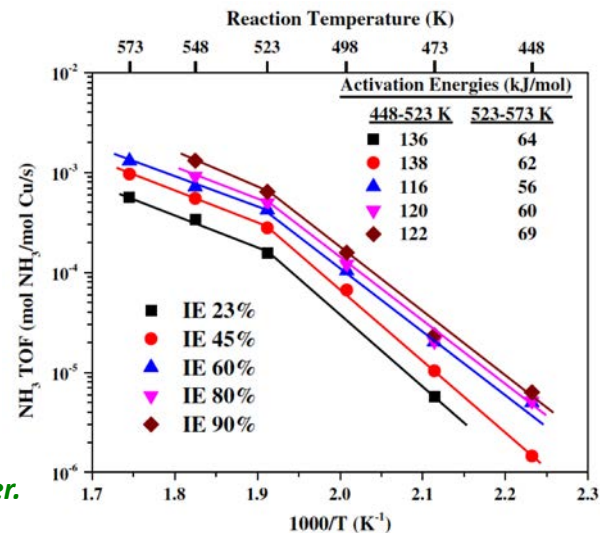 Reaction Temperature (K)
573 548 523 498 473 448
10⁻²
10⁻³
10⁻⁴
10⁻⁵
10⁻⁶
NH₃ TOF (mol NH₃/mol Cu/s)
Activation Energies (kJ/mol)
448-523 K 523-573 K
136 64
138 62
116 56
120 60
122 69
IE 23%
IE 45%
IE 60%
IE 80%
IE 90%
er.
1.7 1.8 1.9 2.0 2.1 2.2 2.3
1000/T (K⁻¹)